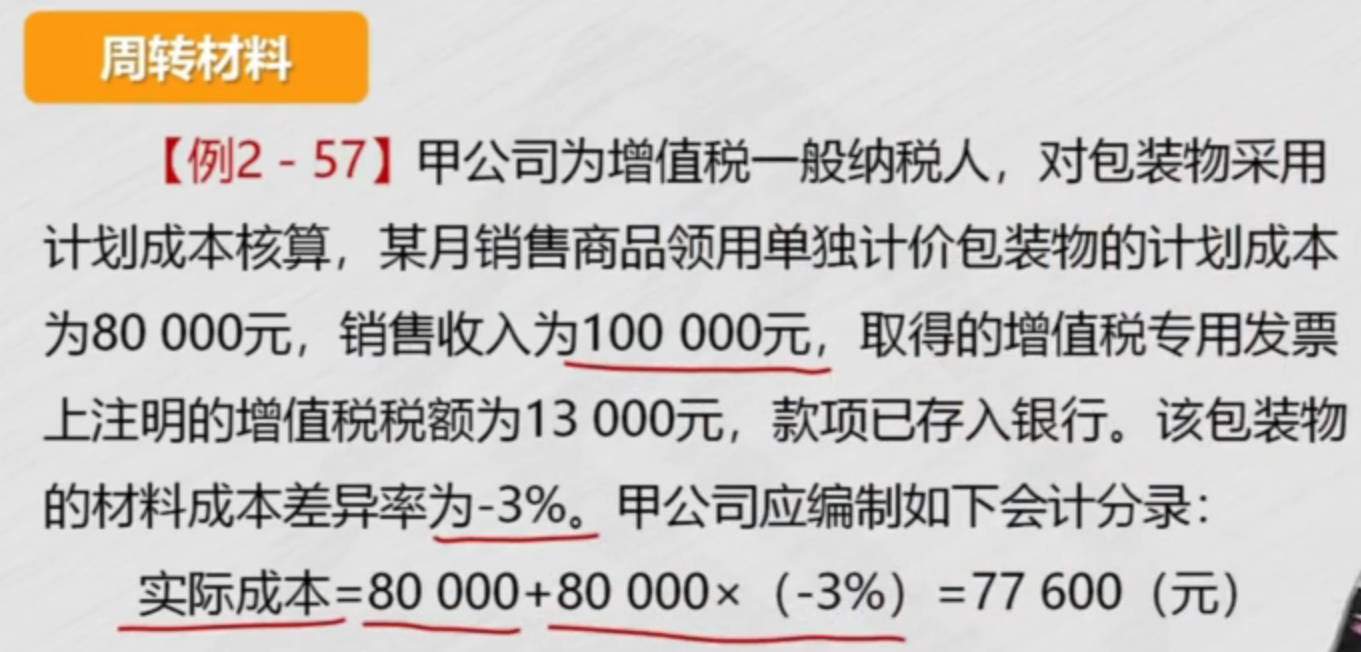 周转材料
【例2－57】甲公司为增值税一般纳税人，对包装物采用
计划成本核算，某月销售商品领用单独计价包装物的计划成本
为80 000元，销售收入为100 000元，取得的增值税专用发票
上注明的增值税税额为13 000元，款项已存入银行。该包装物
的材料成本差异率为-3%。甲公司应编制如下会计分录：
实际成本=80 000+80 000×（-3%）=77 600（元）